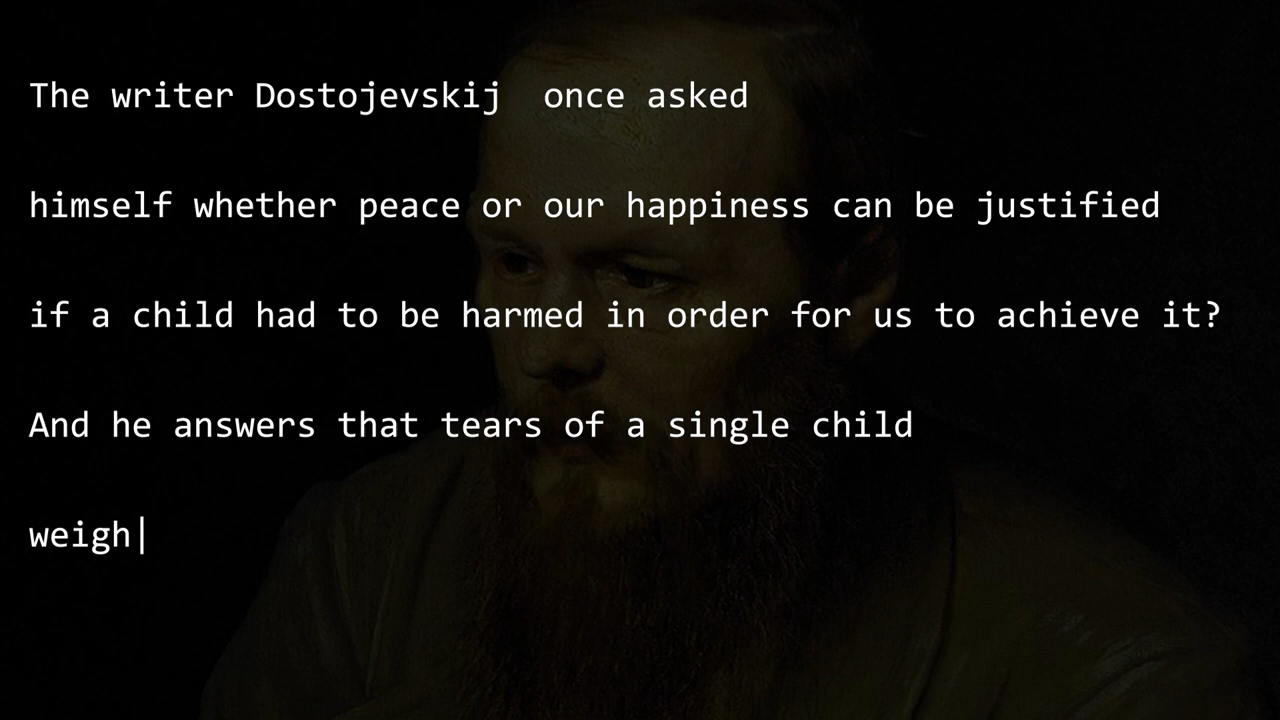 The writer Dostojevskij  once asked
himself whether peace or our happiness can be justified
if a child had to be harmed in order for us to achieve it?
And he answers that tears of a single child
weigh|